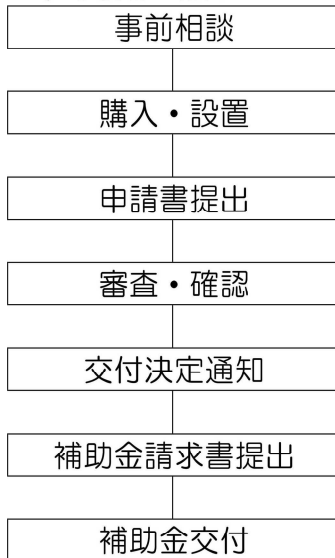 事前相談
購入・設置
申請書提出
審査・確認
交付決定通知
補助金請求書提出
補助金交付